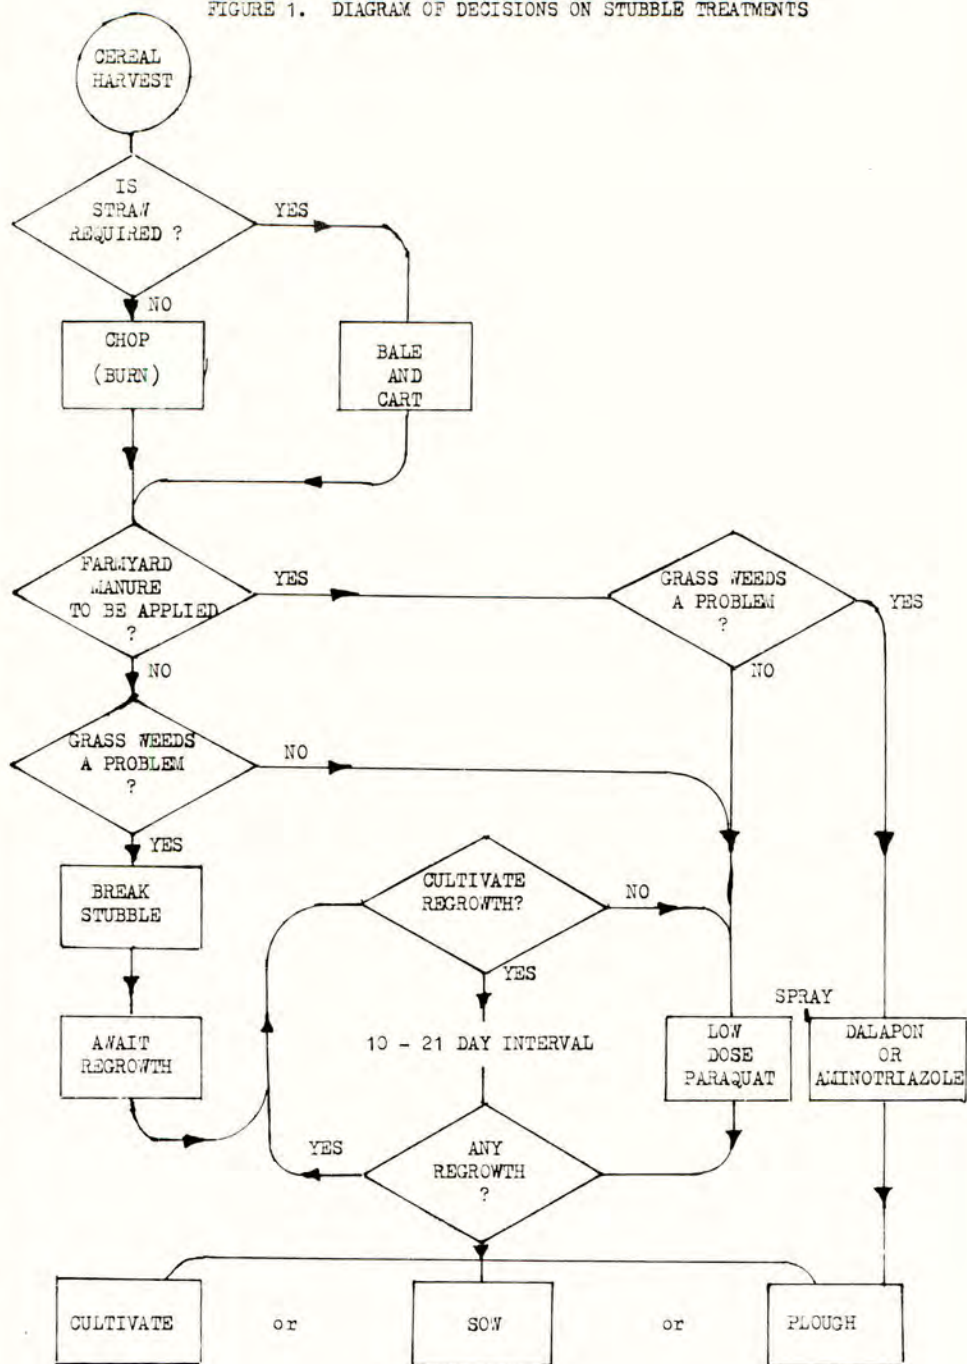 FIGURE 1. DIAGRAM OF DECISIONS ON STUBBLE TREATMENTS
CEREAL
HARVEST
IS
STRAW
REQUIRED ?
YES
NO
CHOP
(BURN)
BALE
AND
CART
FARMYARD
MANURE
TO BE APPLIED
?
YES
GRASS WEEDS
A PROBLEM
?
YES
NO
NO
GRASS WEEDS
A PROBLEM
?
NO
YES
BREAK
STUBBLE
CULTIVATE
REGROWTH?
NO
YES
SPRAY
AWAIT
REGROWTH
10 - 21 DAY INTERVAL
LOW
DOSE
PARAQUAT
DALAPON
OR
AMINOTRIAZOLE
YES
ANY
REGROWTH
?
CULTIVATE
or
SOW
or
PLOUGH